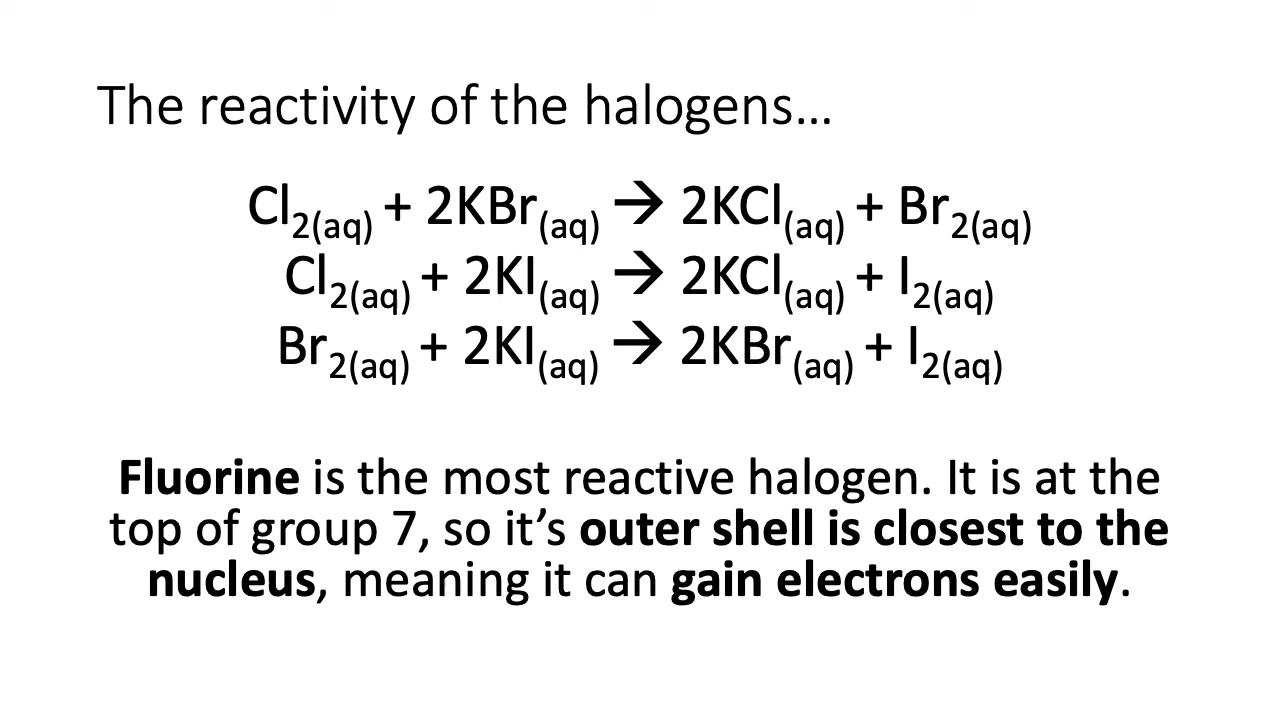 The reactivity of the halogens...
Cl2(aq) + 2KBr(aq) → 2KCl(aq) + Br2(aq)
Cl2(aq) + 2KI(aq) → 2KCl(aq) + I2(aq)
Br2(aq) + 2KI(aq) → 2KBr(aq) + I2(aq)
Fluorine is the most reactive halogen. It is at the
top of group 7, so it’s outer shell is closest to the
nucleus, meaning it can gain electrons easily.